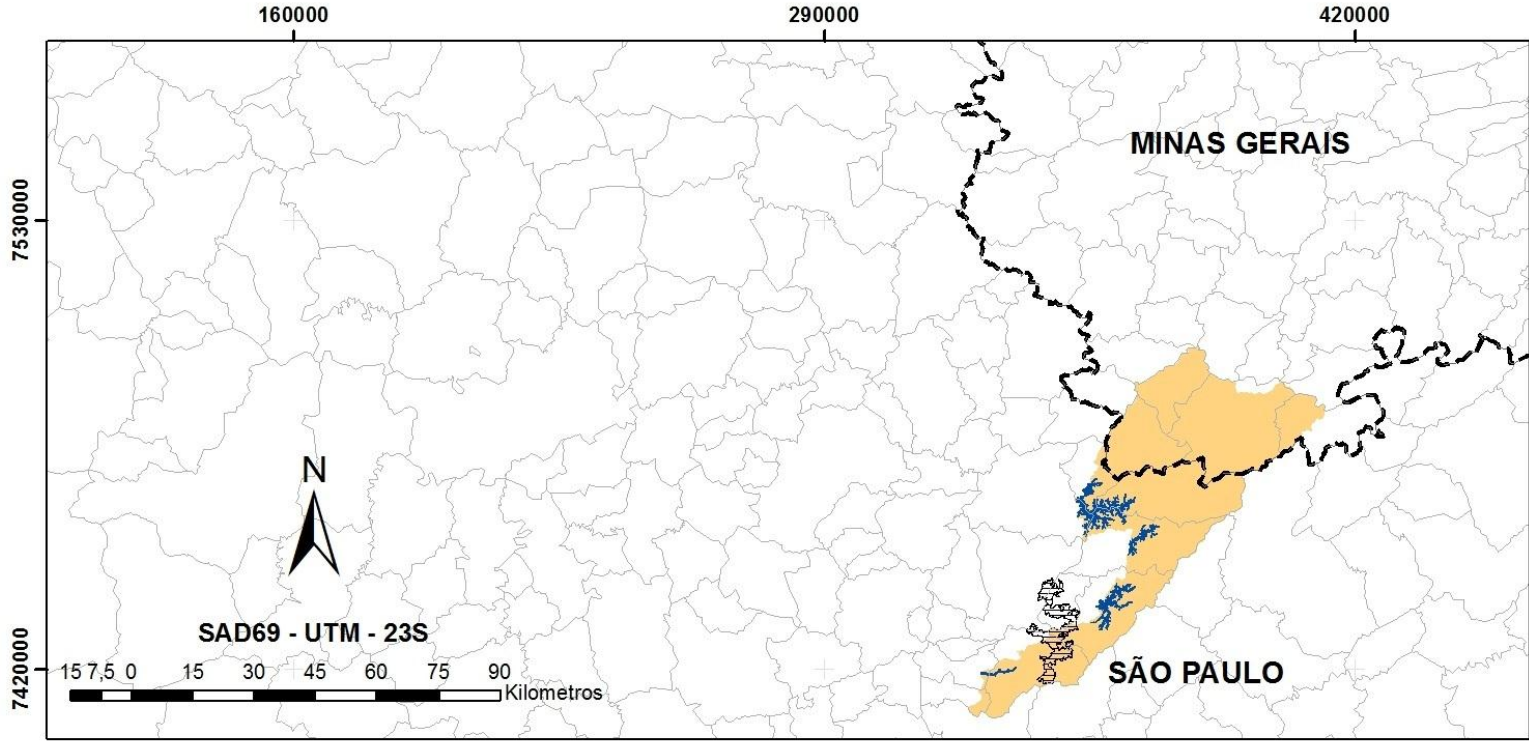 160000 290000 420000
MINAS GERAIS
7530000
N
SAD69 - UTM - 23S
SÃO PAULO
7420000
15 7,5 0 15 30 45 60 75 90
Kilometros